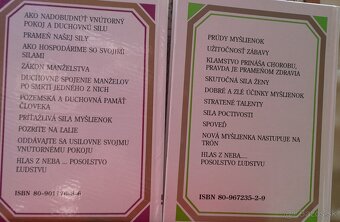 AKO NADOBUDNÚŤ VNÚTORNÝ
POKOJ A DUCHOVNÚ SILU
PRAMEŇ NAŠEJ SILY
AKO HOSPODÁRIME SO SVOJIMI
SILAMI
ZÁKON MANŽELSTVA
DUCHOVNÉ SPOJENIE MANŽELOV
PO SMRTI JEDNÉHO Z NICH
POZEMSKÁ A DUCHOVNÁ PAMÄŤ
ČLOVEKA
PRÍŤAŽLIVÁ SILA MYŠLIENOK
POZRITE NA ĽALIE
ODDÁVAJTE SA USILOVNE SVOJMU
VNÚTORNÉMU POKOJU
HLAS Z NEBA ... POSOLSTVO
ĽUDSTVU
ISBN 80-901
PRÚDY MYŠLIENOK
UŽITOČNOSŤ ZÁBAVY
KLAMSTVO PRINÁŠA CHOROBU,
PRAVDA JE PRAMEŇOM ZDRAVIA
SKUTOČNÁ SILA ŽENY
DOBRÉ A ZLÉ ÚČINKY MYŠLIENOK
STRATENÉ TALENTY
SILA POCTIVOSTI
SPOVEĎ
NOVÁ MYŠLIENKA NASTUPUJE NA
TRÓN
HLAS Z NEBA ... POSOLSTVO
ĽUDSTVU
ISBN 80-967235-2-9